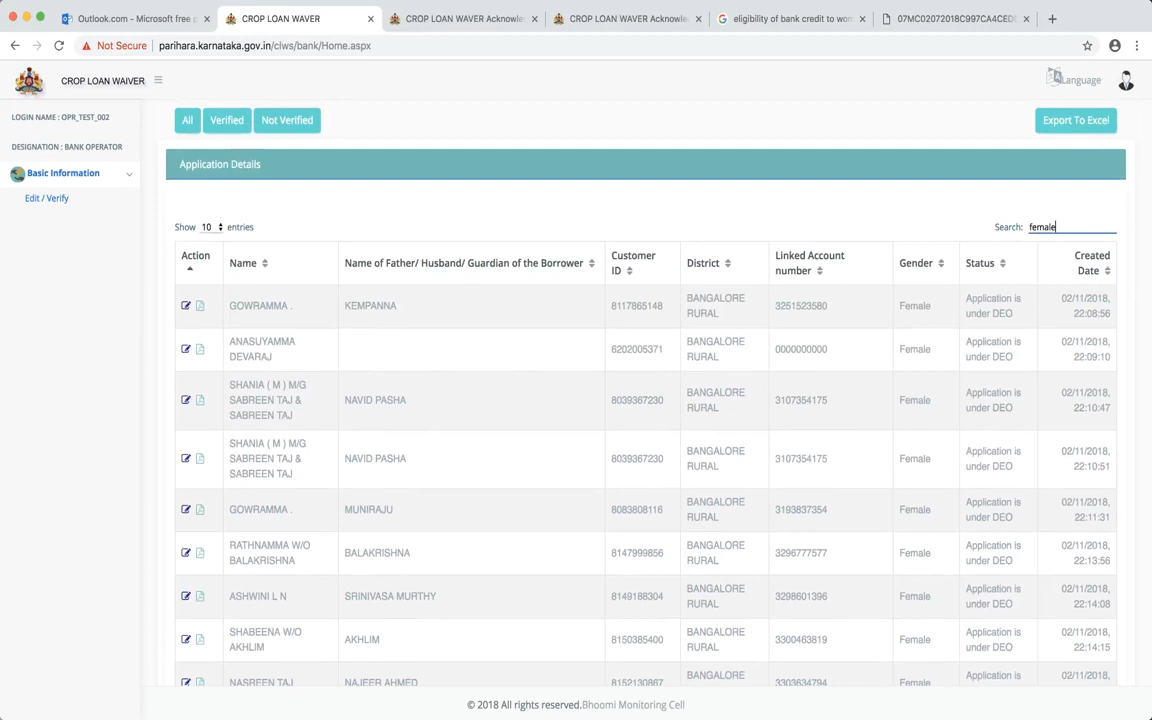 Outlook.com - Microsoft free p
CROP LOAN WAVER
CROP LOAN WAVER Acknowle
CROP LOAN WAVER Acknowle
eligibility of bank credit to wom
07MC02072018C997CA4CED
Not Secure | parihara.karnataka.gov.in/clws/bank/Home.aspx
CROP LOAN WAIVER
Language
LOGIN NAME : OPR_TEST_002
DESIGNATION : BANK OPERATOR
Basic Information
Edit / Verify
All Verified Not Verified Export To Excel
Application Details
Show 10 entries Search: female
Action Name Name of Father/ Husband/ Guardian of the Borrower Customer ID District Linked Account number Gender Status Created Date
GOWRAMMA . KEMPANNA 8117865148 BANGALORE RURAL 3251523580 Female Application is under DEO 02/11/2018, 22:08:56
ANASUYAMMA DEVARAJ 6202005371 BANGALORE RURAL 0000000000 Female Application is under DEO 02/11/2018, 22:09:10
SHANIA ( M ) M/G SABREEN TAJ & SABREEN TAJ NAVID PASHA 8039367230 BANGALORE RURAL 3107354175 Female Application is under DEO 02/11/2018, 22:10:47
SHANIA ( M ) M/G SABREEN TAJ & SABREEN TAJ NAVID PASHA 8039367230 BANGALORE RURAL 3107354175 Female Application is under DEO 02/11/2018, 22:10:51
GOWRAMMA . MUNIRAJU 8083808116 BANGALORE RURAL 3193837354 Female Application is under DEO 02/11/2018, 22:11:31
RATHNAMMA W/O BALAKRISHNA BALAKRISHNA 8147999856 BANGALORE RURAL 3296777577 Female Application is under DEO 02/11/2018, 22:13:56
ASHWINI L N SRINIVASA MURTHY 8149188304 BANGALORE RURAL 3298601396 Female Application is under DEO 02/11/2018, 22:14:08
SHABEENA W/O AKHLIM AKHLIM 8150385400 BANGALORE RURAL 3300463819 Female Application is under DEO 02/11/2018, 22:14:15
NASREEN TAJ NAJEER AHMED 8152130867 BANGALORE 3303634794 Female Application is 02/11/2018,
© 2018 All rights reserved.Bhoomi Monitoring Cell